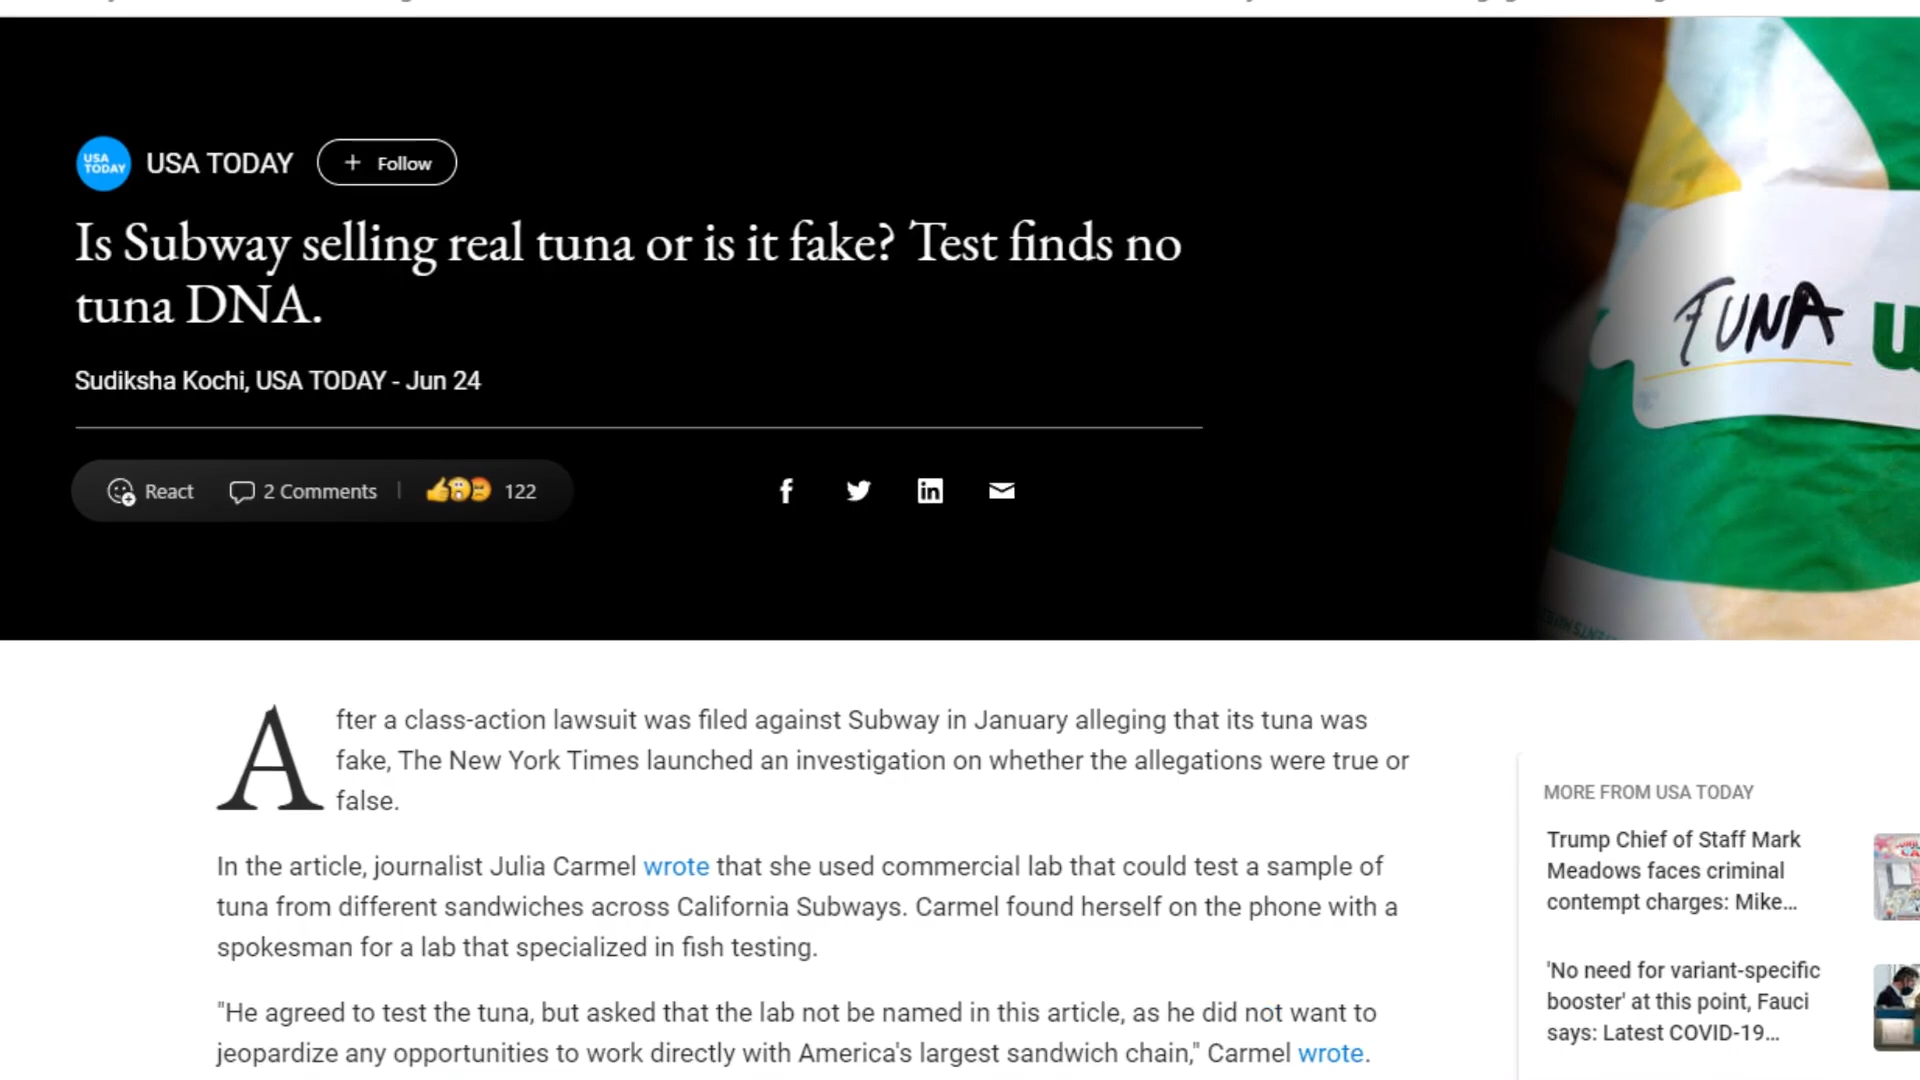 USA
TODAY
USA TODAY
+ Follow
Is Subway selling real tuna or is it fake? Test finds no
tuna DNA.
Sudiksha Kochi, USA TODAY - Jun 24
React
2 Comments
122
TUNA
After a class-action lawsuit was filed against Subway in January alleging that its tuna was
fake, The New York Times launched an investigation on whether the allegations were true or
false.
In the article, journalist Julia Carmel wrote that she used commercial lab that could test a sample of
tuna from different sandwiches across California Subways. Carmel found herself on the phone with a
spokesman for a lab that specialized in fish testing.
"He agreed to test the tuna, but asked that the lab not be named in this article, as he did not want to
jeopardize any opportunities to work directly with America's largest sandwich chain," Carmel wrote.
MORE FROM USA TODAY
Trump Chief of Staff Mark
Meadows faces criminal
contempt charges: Mike...
'No need for variant-specific
booster' at this point, Fauci
says: Latest COVID-19...